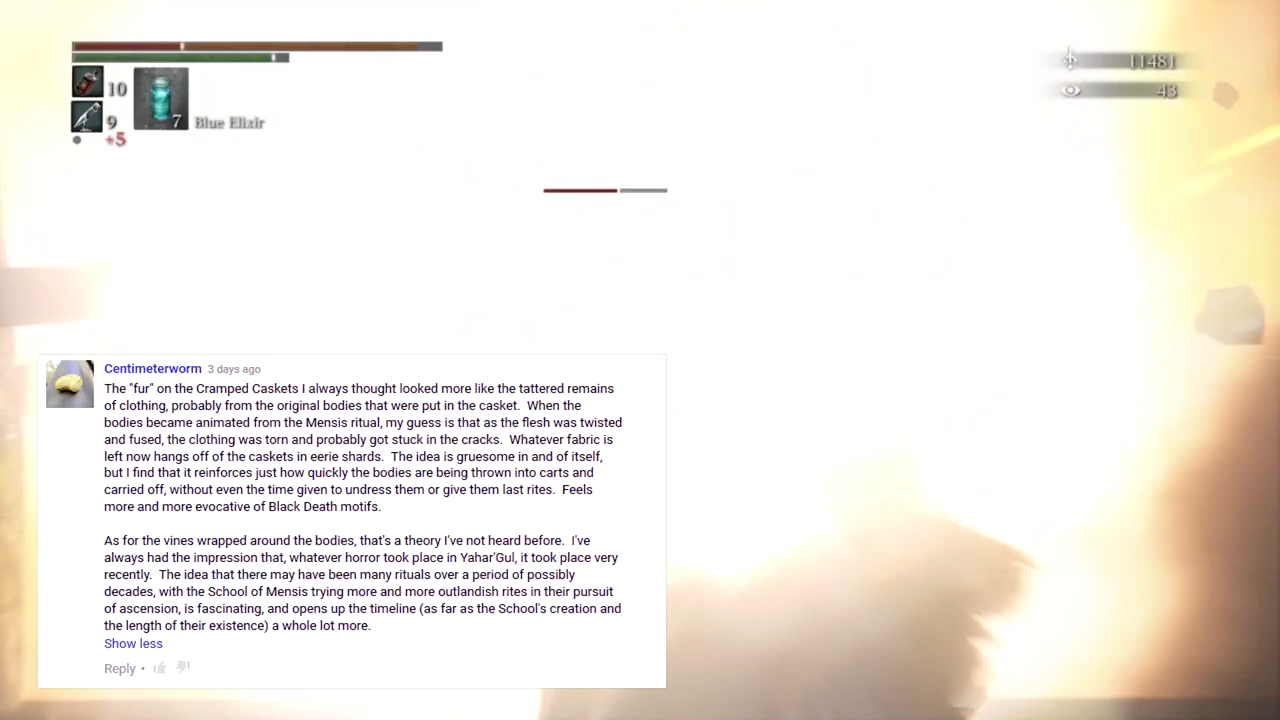 [148]
10
43
9
7
Blue Elixir
+5
Centimeterworm 3 days ago
The "fur" on the Cramped Caskets I always thought looked more like the tattered remains
of clothing, probably from the original bodies that were put in the casket.  When the
bodies became animated from the Mensis ritual, my guess is that as the flesh was twisted
and fused, the clothing was torn and probably got stuck in the cracks.  Whatever fabric is
left now hangs off of the caskets in eerie shards.  The idea is gruesome in and of itself,
but I find that it reinforces just how quickly the bodies are being thrown into carts and
carried off, without even the time given to undress them or give them last rites.  Feels
more and more evocative of Black Death motifs.
As for the vines wrapped around the bodies, that's a theory I've not heard before.  I've
always had the impression that, whatever horror took place in Yahar'Gul, it took place very
recently.  The idea that there may have been many rituals over a period of possibly
decades, with the School of Mensis trying more and more outlandish rites in their pursuit
of ascension, is fascinating, and opens up the timeline (as far as the School's creation and
the length of their existence) a whole lot more.
Show less
Reply •